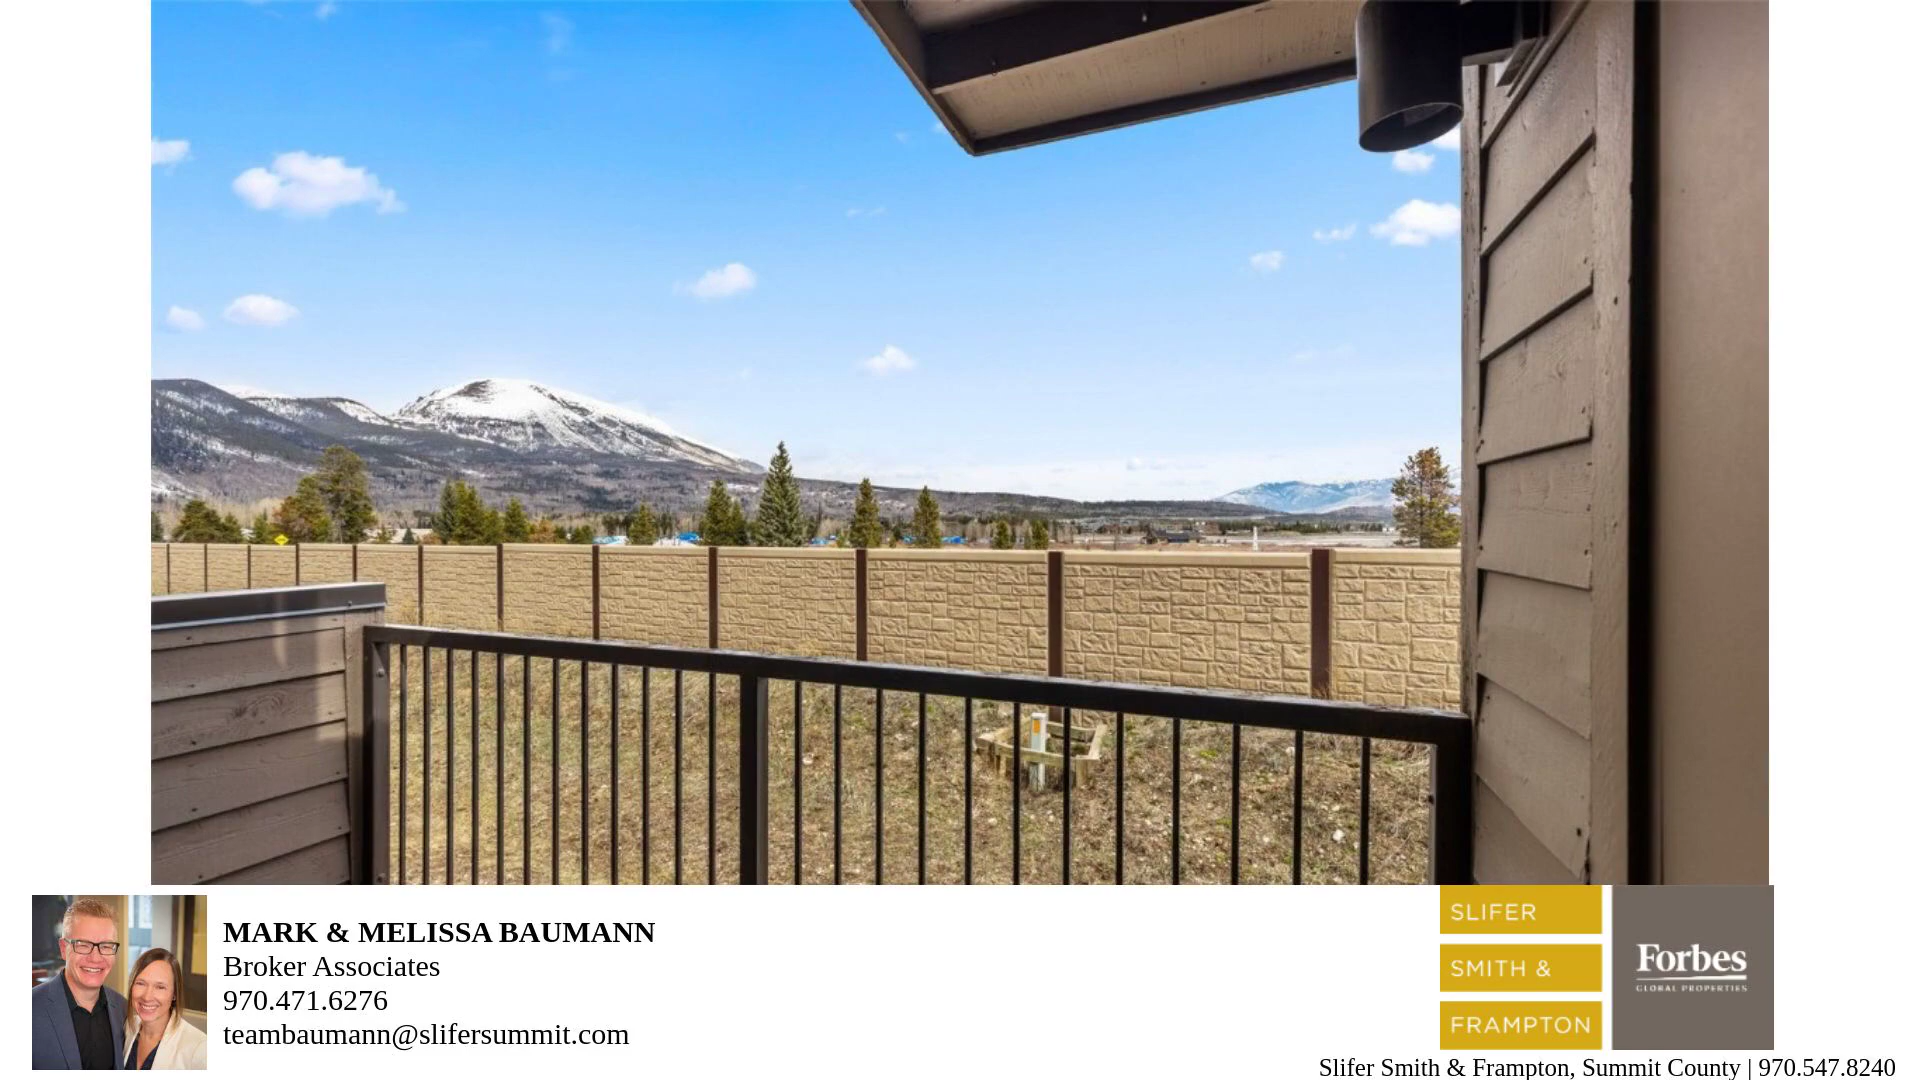 MARK & MELISSA BAUMANN
Broker Associates
970.471.6276
teambaumann@slifersummit.com
SLIFER
SMITH &
FRAMPTON
Forbes
GLOBAL PROPERTIES
Slifer Smith & Frampton, Summit County | 970.547.8240